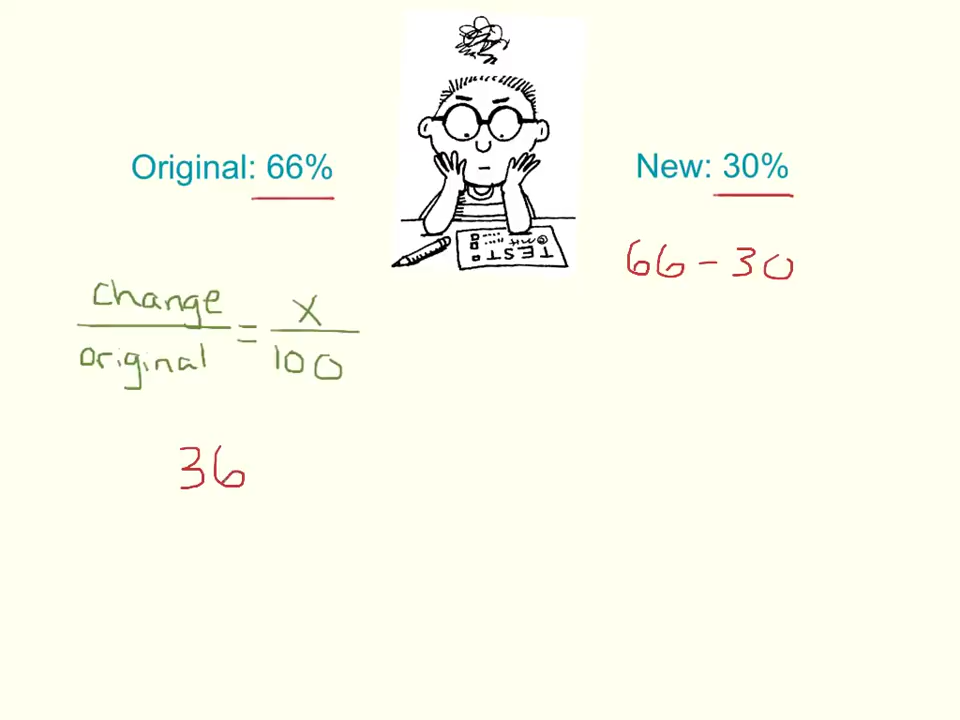 Original: 66%
New: 30%
TEST
66 - 30
change
original
=
x
100
36